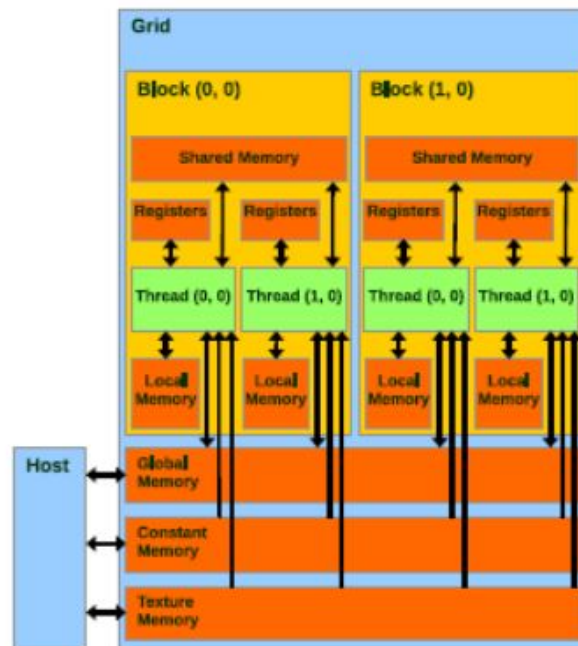 Grid
Block (0, 0)
Block (1, 0)
Shared Memory
Shared Memory
Registers
Registers
Registers
Registers
Thread (0, 0)
Thread (1, 0)
Thread (0, 0)
Thread (1, 0)
Local
Memory
Local
Memory
Local
Memory
Local
Memory
Host
Global
Memory
Constant
Memory
Texture
Memory